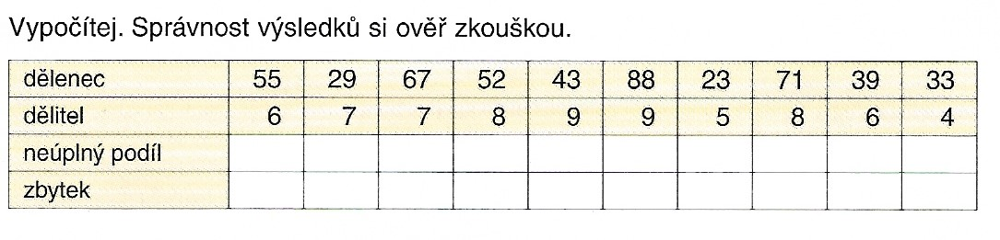 Vypočítej. Správnost výsledků si ověř zkouškou.
dělenec 55 29 67 52 43 88 23 71 39 33
dělitel 6 7 7 8 9 9 5 8 6 4
neúplný podíl
zbytek